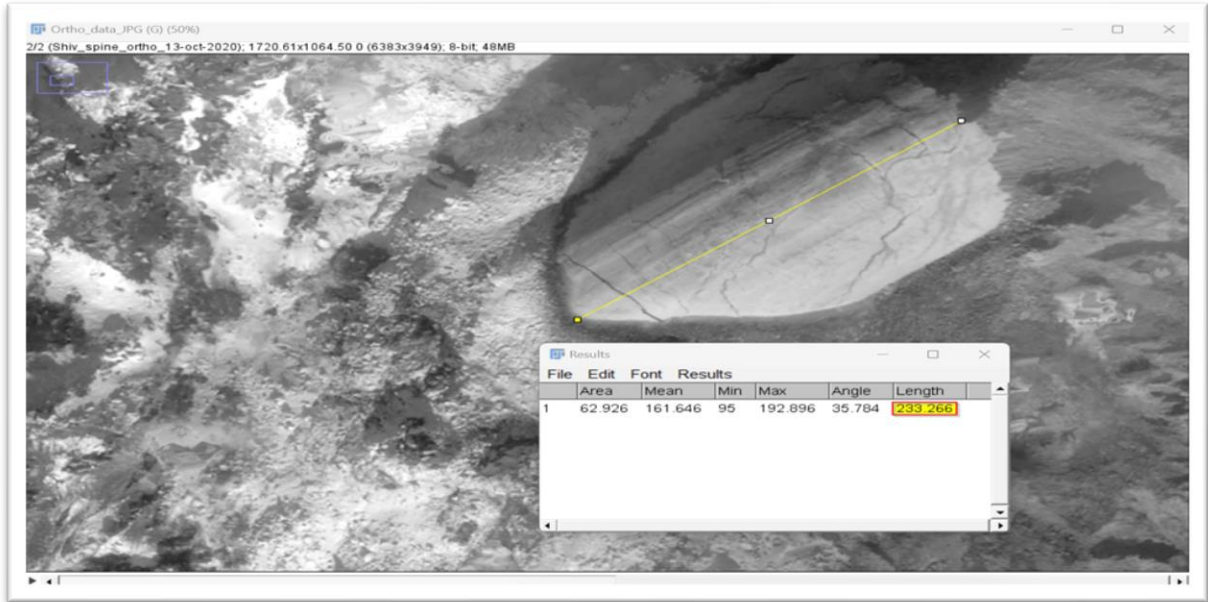 Ortho_data_JPG (G) (50%)
2/2 (Shiv_spine_ortho_13-oct-2020); 1720.61x1064.50 0 (6383x3949); 8-bit; 48MB
Results
File Edit Font Results
Area Mean Min Max Angle Length
1 62.926 161.646 95 192.896 35.784 233.266